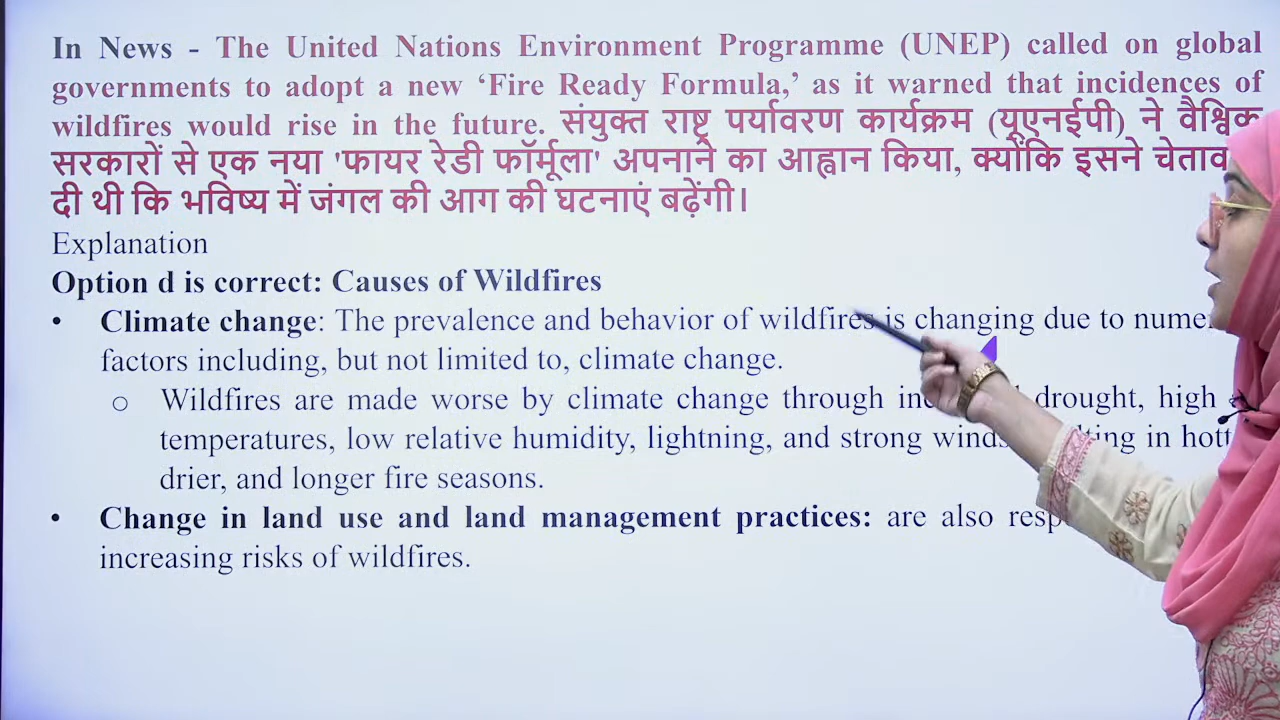 In News - The United Nations Environment Programme (UNEP) called on global
governments to adopt a new ‘Fire Ready Formula,’ as it warned that incidences of
wildfires would rise in the future. संयुक्त राष्ट्र पर्यावरण कार्यक्रम (यूएनईपी) ने वैश्विक
सरकारों से एक नया 'फायर रेडी फॉर्मूला' अपनाने का आह्वान किया, क्योंकि इसने
दी थी कि भविष्य में जंगल की आग की घटनाएं बढ़ेंगी।
Explanation
Option d is correct: Causes of Wildfires
• Climate change: The prevalence and behavior of wildfires is changing due to
factors including, but not limited to, climate change.
o Wildfires are made worse by climate change through drought, high
temperatures, low relative humidity, lightning, and strong winds in
drier, and longer fire seasons.
• Change in land use and land management practices: are also
increasing risks of wildfires.